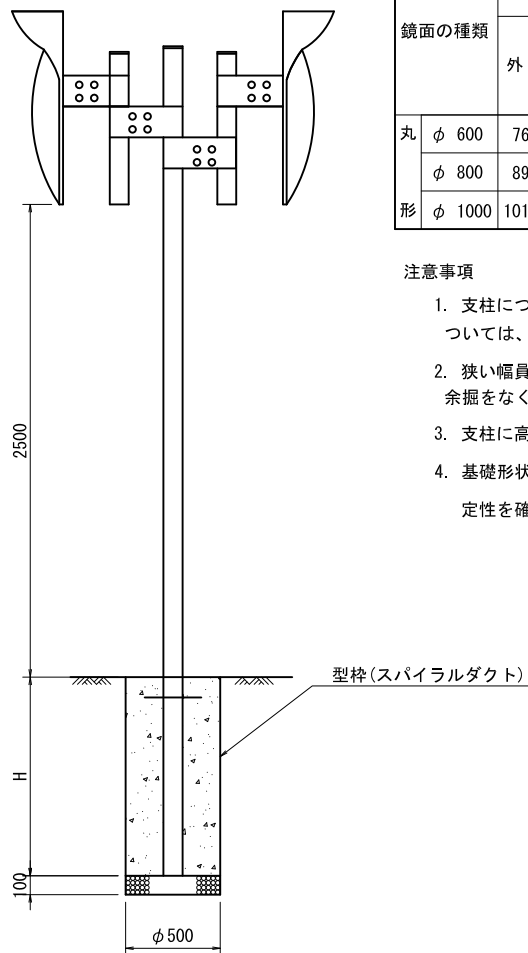 鏡面の種類
外
丸 φ 600 76
φ 800 89
形 φ 1000 101
注意事項
1. 支柱につ
ついては、
2. 狭い幅員
余掘をなく
3. 支柱に高
4. 基礎形状
定性を確
2500
型枠(スパイラルダクト)
H
100
φ500